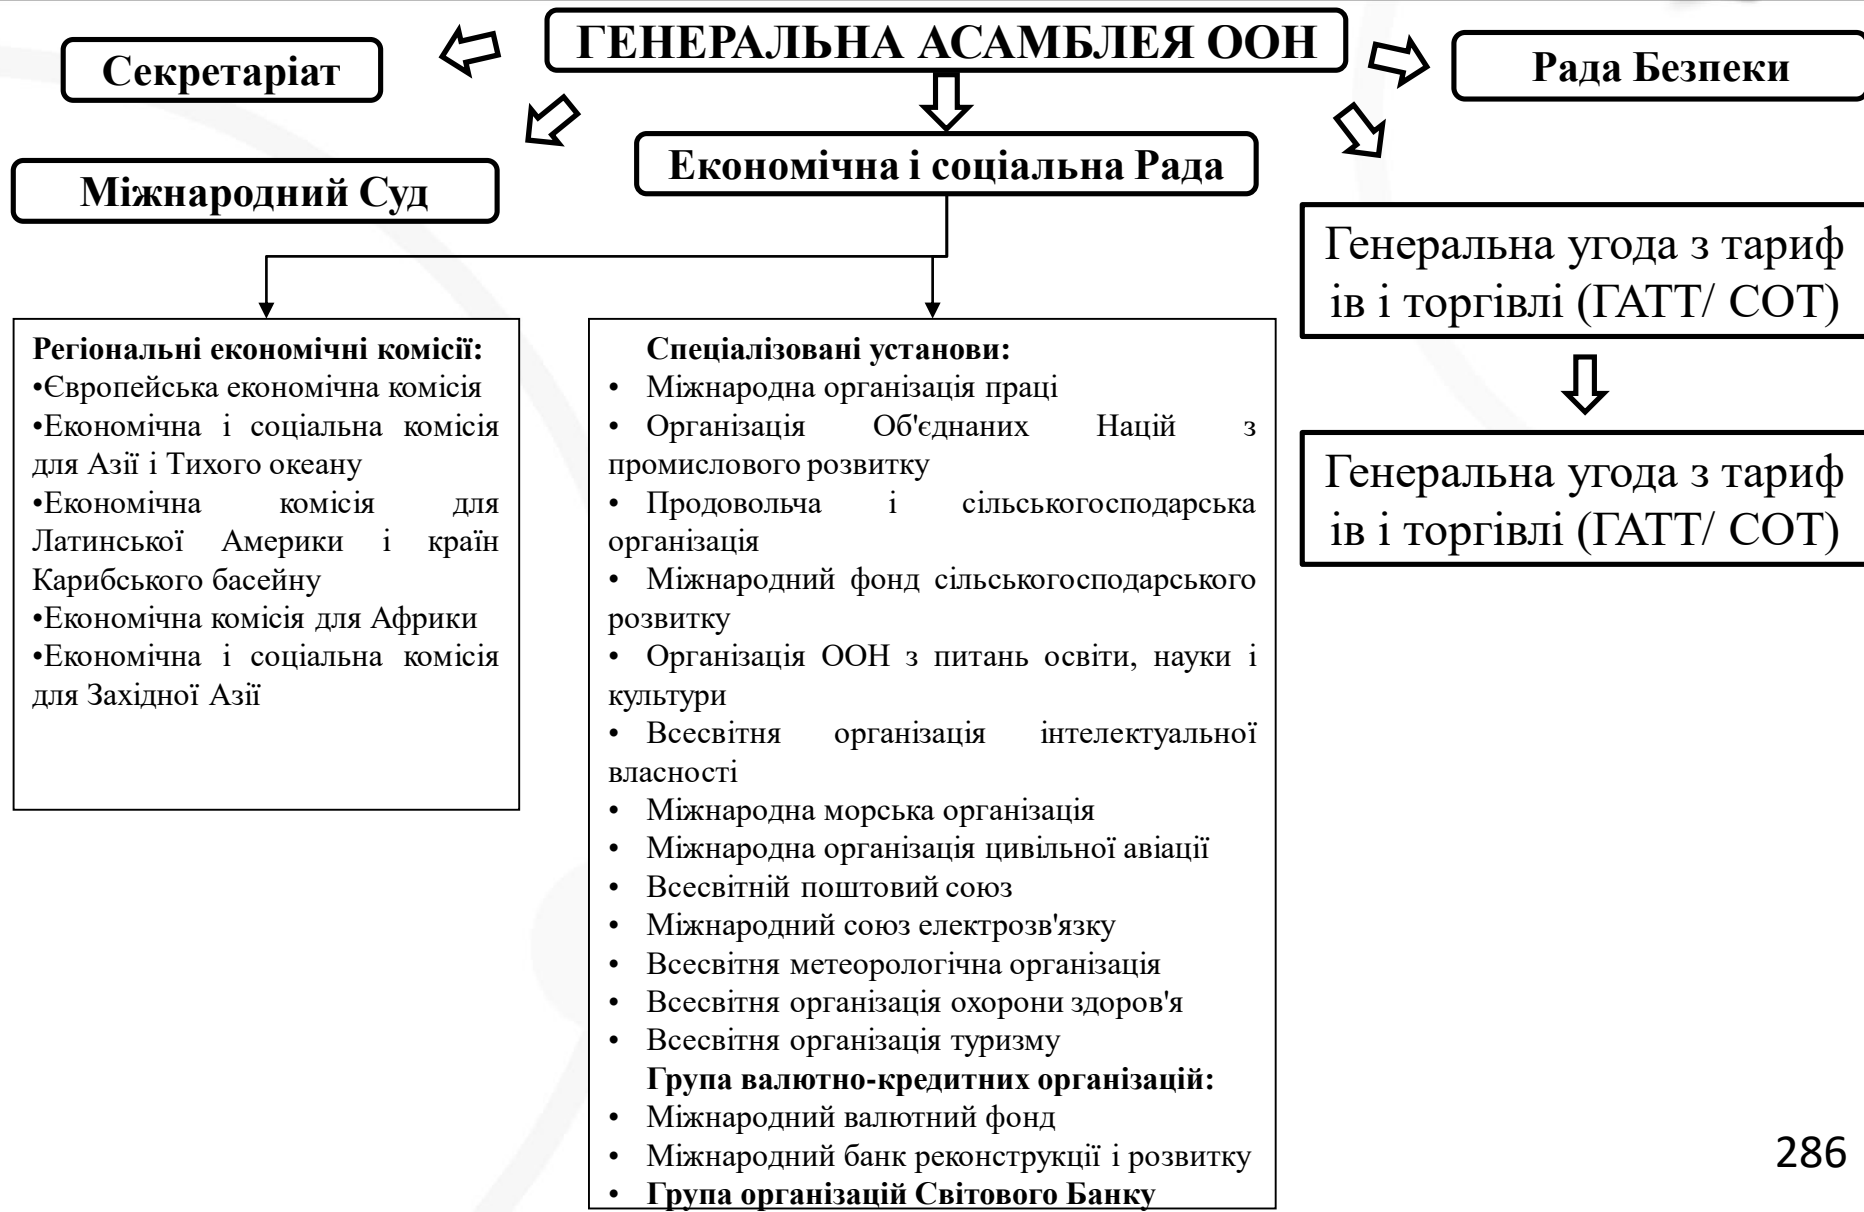 ГЕНЕРАЛЬНА АСАМБЛЕЯ ООН
Секретаріат
Рада Безпеки
Економічна і соціальна Рада
Міжнародний Суд
Генеральна угода з тариф
ів і торгівлі (ГАТТ/ СОТ)
Регіональні економічні комісії:
•Європейська економічна комісія
•Економічна і соціальна комісія
для Азії і Тихого океану
•Економічна комісія для
Латинської Америки і країн
Карибського басейну
•Економічна комісія для Африки
•Економічна і соціальна комісія
для Західної Азії
Спеціалізовані установи:
• Міжнародна організація праці
• Організація Об'єднаних Націй з
промислового розвитку
• Продовольча і сільськогосподарська
організація
• Міжнародний фонд сільськогосподарського
розвитку
• Організація ООН з питань освіти, науки і
культури
• Всесвітня організація інтелектуальної
власності
• Міжнародна морська організація
• Міжнародна організація цивільної авіації
• Всесвітній поштовий союз
• Міжнародний союз електрозв'язку
• Всесвітня метеорологічна організація
• Всесвітня організація охорони здоров'я
• Всесвітня організація туризму
Група валютно-кредитних організацій:
• Міжнародний валютний фонд
• Міжнародний банк реконструкції і розвитку
• Група організацій Світового Банку
Генеральна угода з тариф
ів і торгівлі (ГАТТ/ СОТ)
286